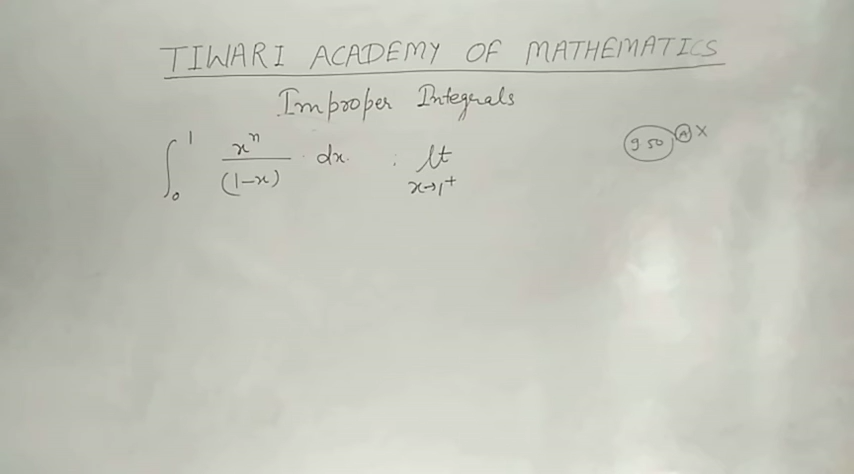 TIWARI ACADEMY OF MATHEMATICS
Improper Integrals
∫₀¹ xⁿ/(1-x) · dx : lt x→1⁺
950 A ×